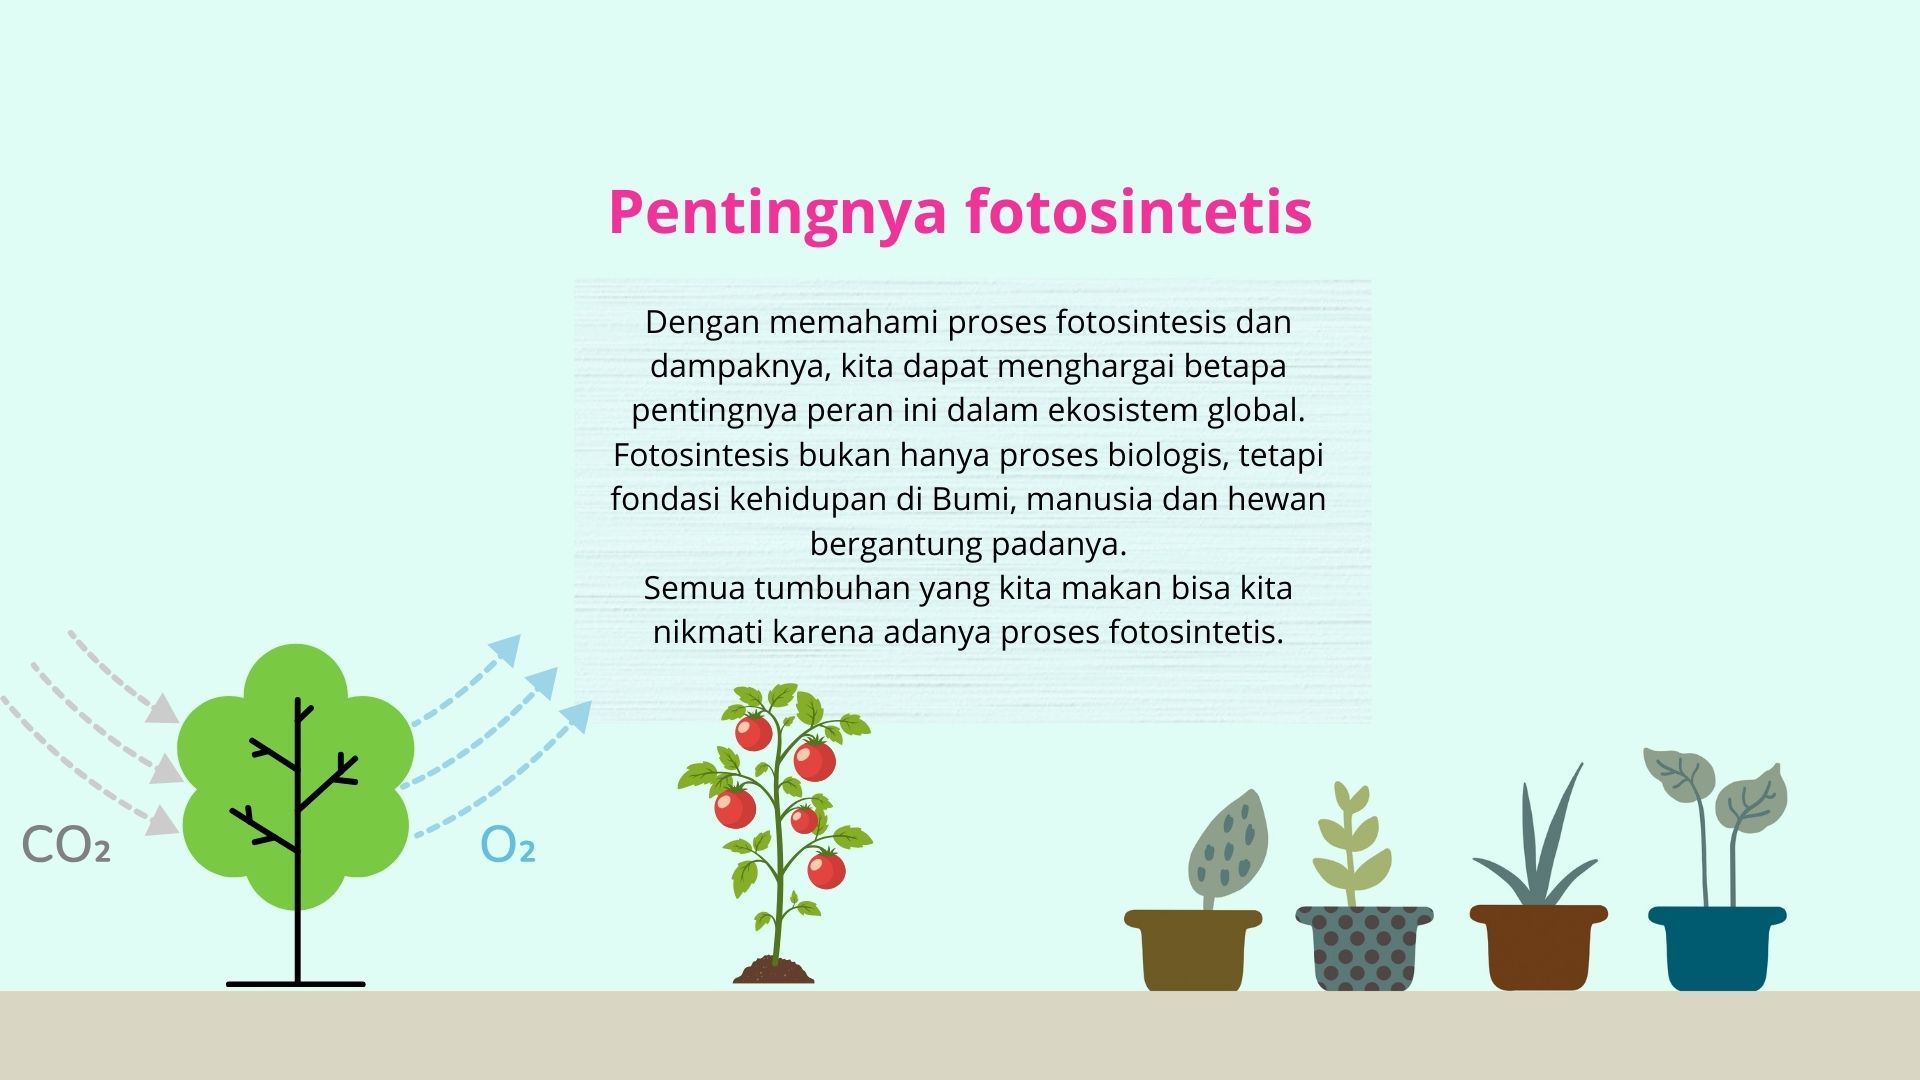 Pentingnya fotosintetis
Dengan memahami proses fotosintesis dan
dampaknya, kita dapat menghargai betapa
pentingnya peran ini dalam ekosistem global.
Fotosintesis bukan hanya proses biologis, tetapi
fondasi kehidupan di Bumi, manusia dan hewan
bergantung padanya.
Semua tumbuhan yang kita makan bisa kita
nikmati karena adanya proses fotosintetis.
CO₂
O₂